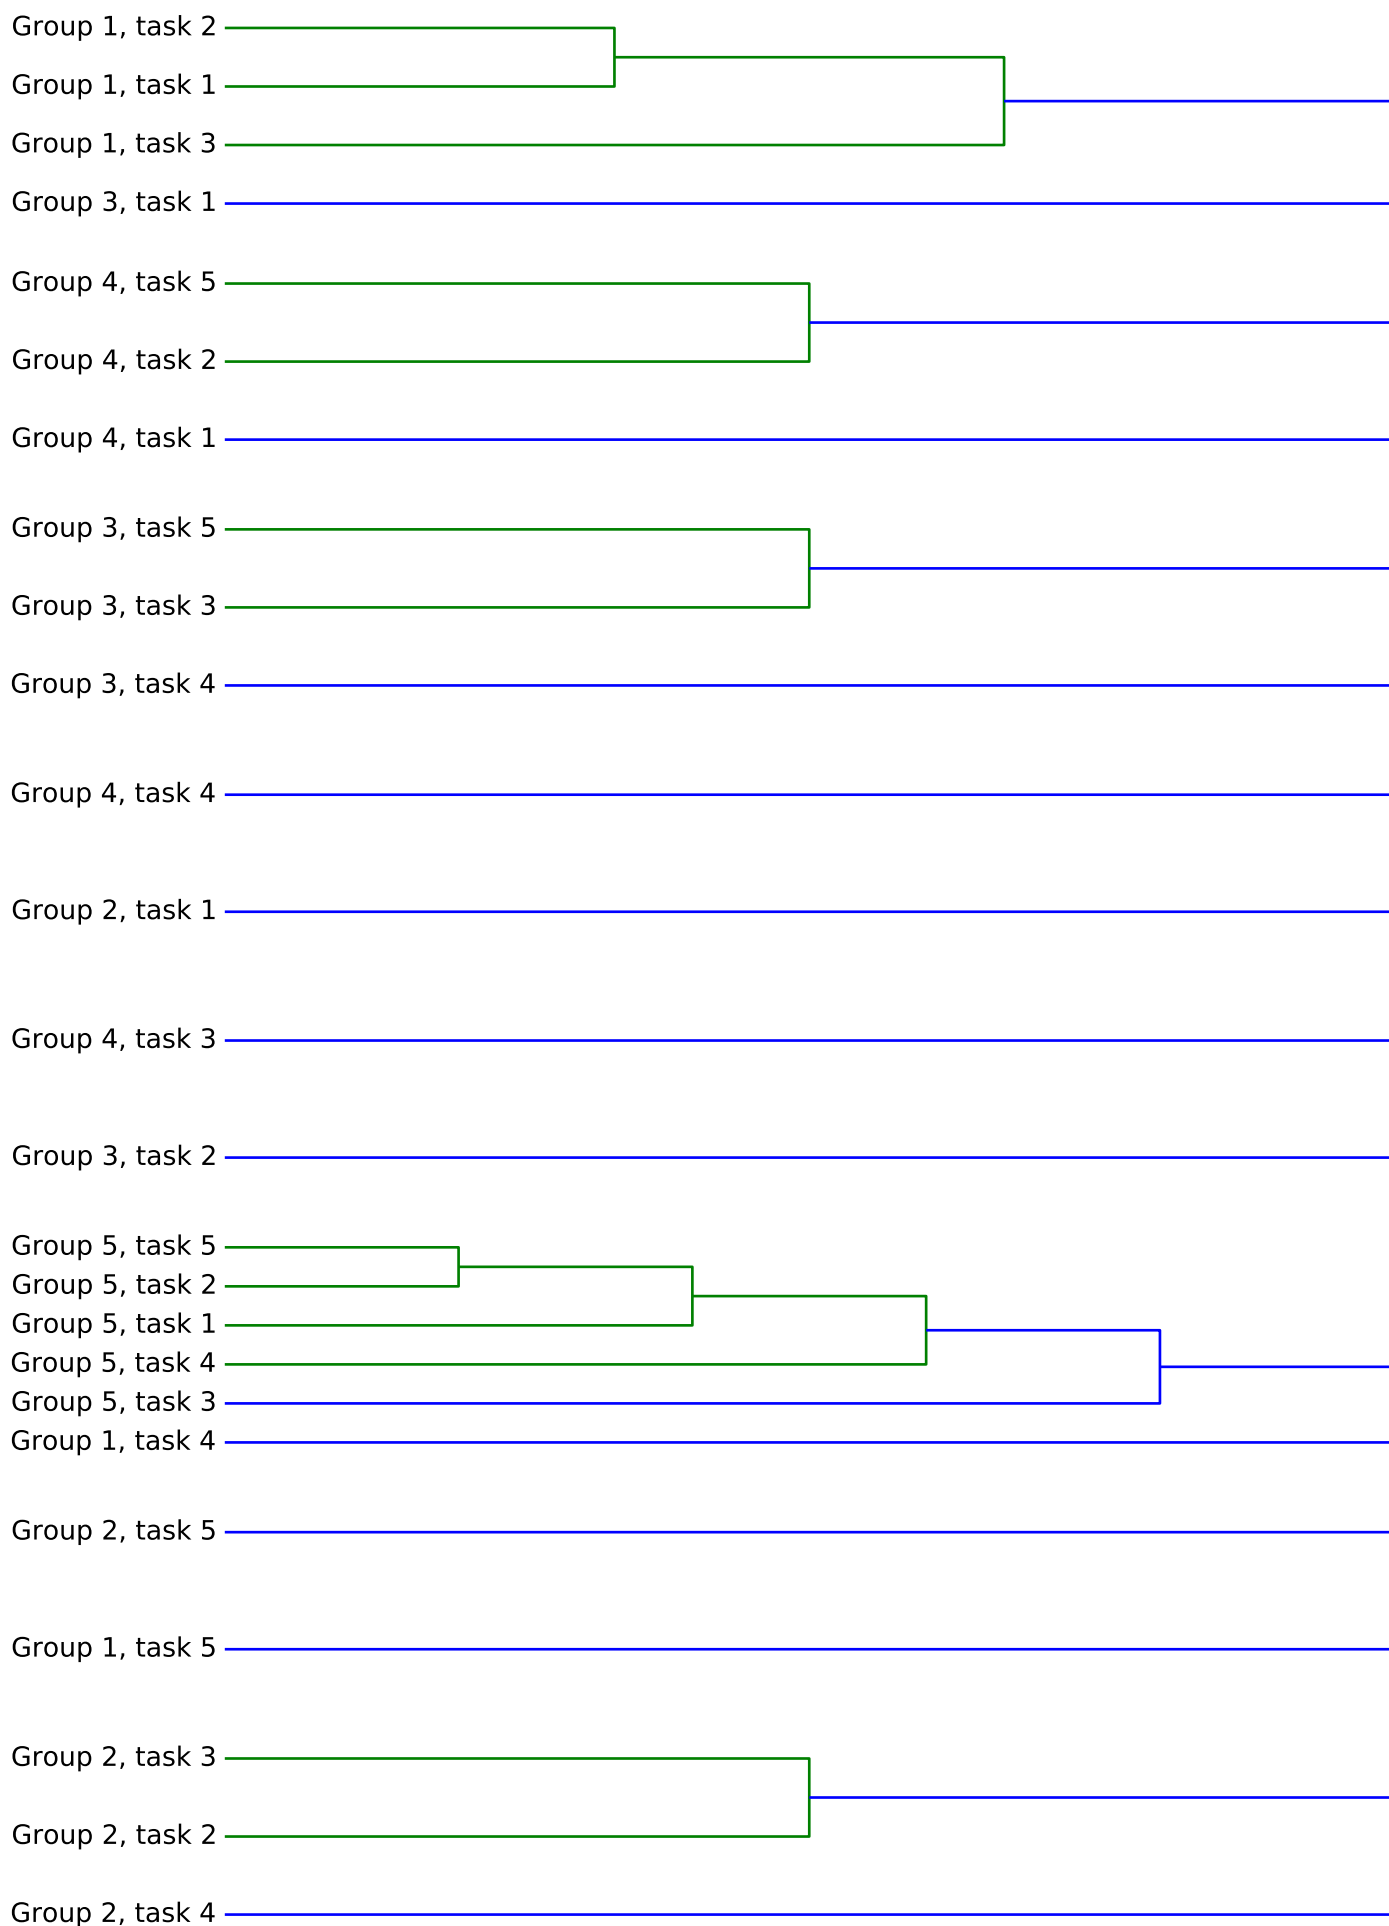 Group 1, task 2
Group 1, task 1
Group 1, task 3
Group 3, task 1
Group 4, task 5
Group 4, task 2
Group 4, task 1
Group 3, task 5
Group 3, task 3
Group 3, task 4
Group 4, task 4
Group 2, task 1
Group 4, task 3
Group 3, task 2
Group 5, task 5
Group 5, task 2
Group 5, task 1
Group 5, task 4
Group 5, task 3
Group 1, task 4
Group 2, task 5
Group 1, task 5
Group 2, task 3
Group 2, task 2
Group 2, task 4